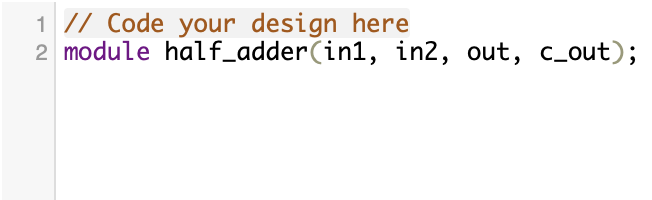 1 // Code your design here
2 module half_adder(in1, in2, out, c_out);